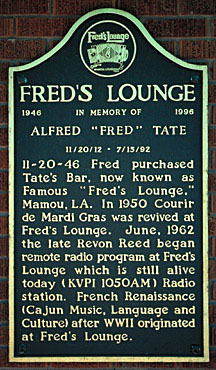 Fred's Lounge
FRED'S LOUNGE
1946 IN MEMORY OF 1996
ALFRED "FRED" TATE
11/20/12 • 7/15/92
11-20-46 Fred purchased
Tate's Bar, now known as
Famous "Fred's Lounge,"
Mamou, LA. In 1950 Courir
de Mardi Gras was revived at
Fred's Lounge. June, 1962
the late Revon Reed began
remote radio program at Fred's
Lounge which is still alive
today (KVPI 1050AM) Radio
station. French Renaissance
(Cajun Music, Language and
Culture) after WWII originated
at Fred's Lounge.